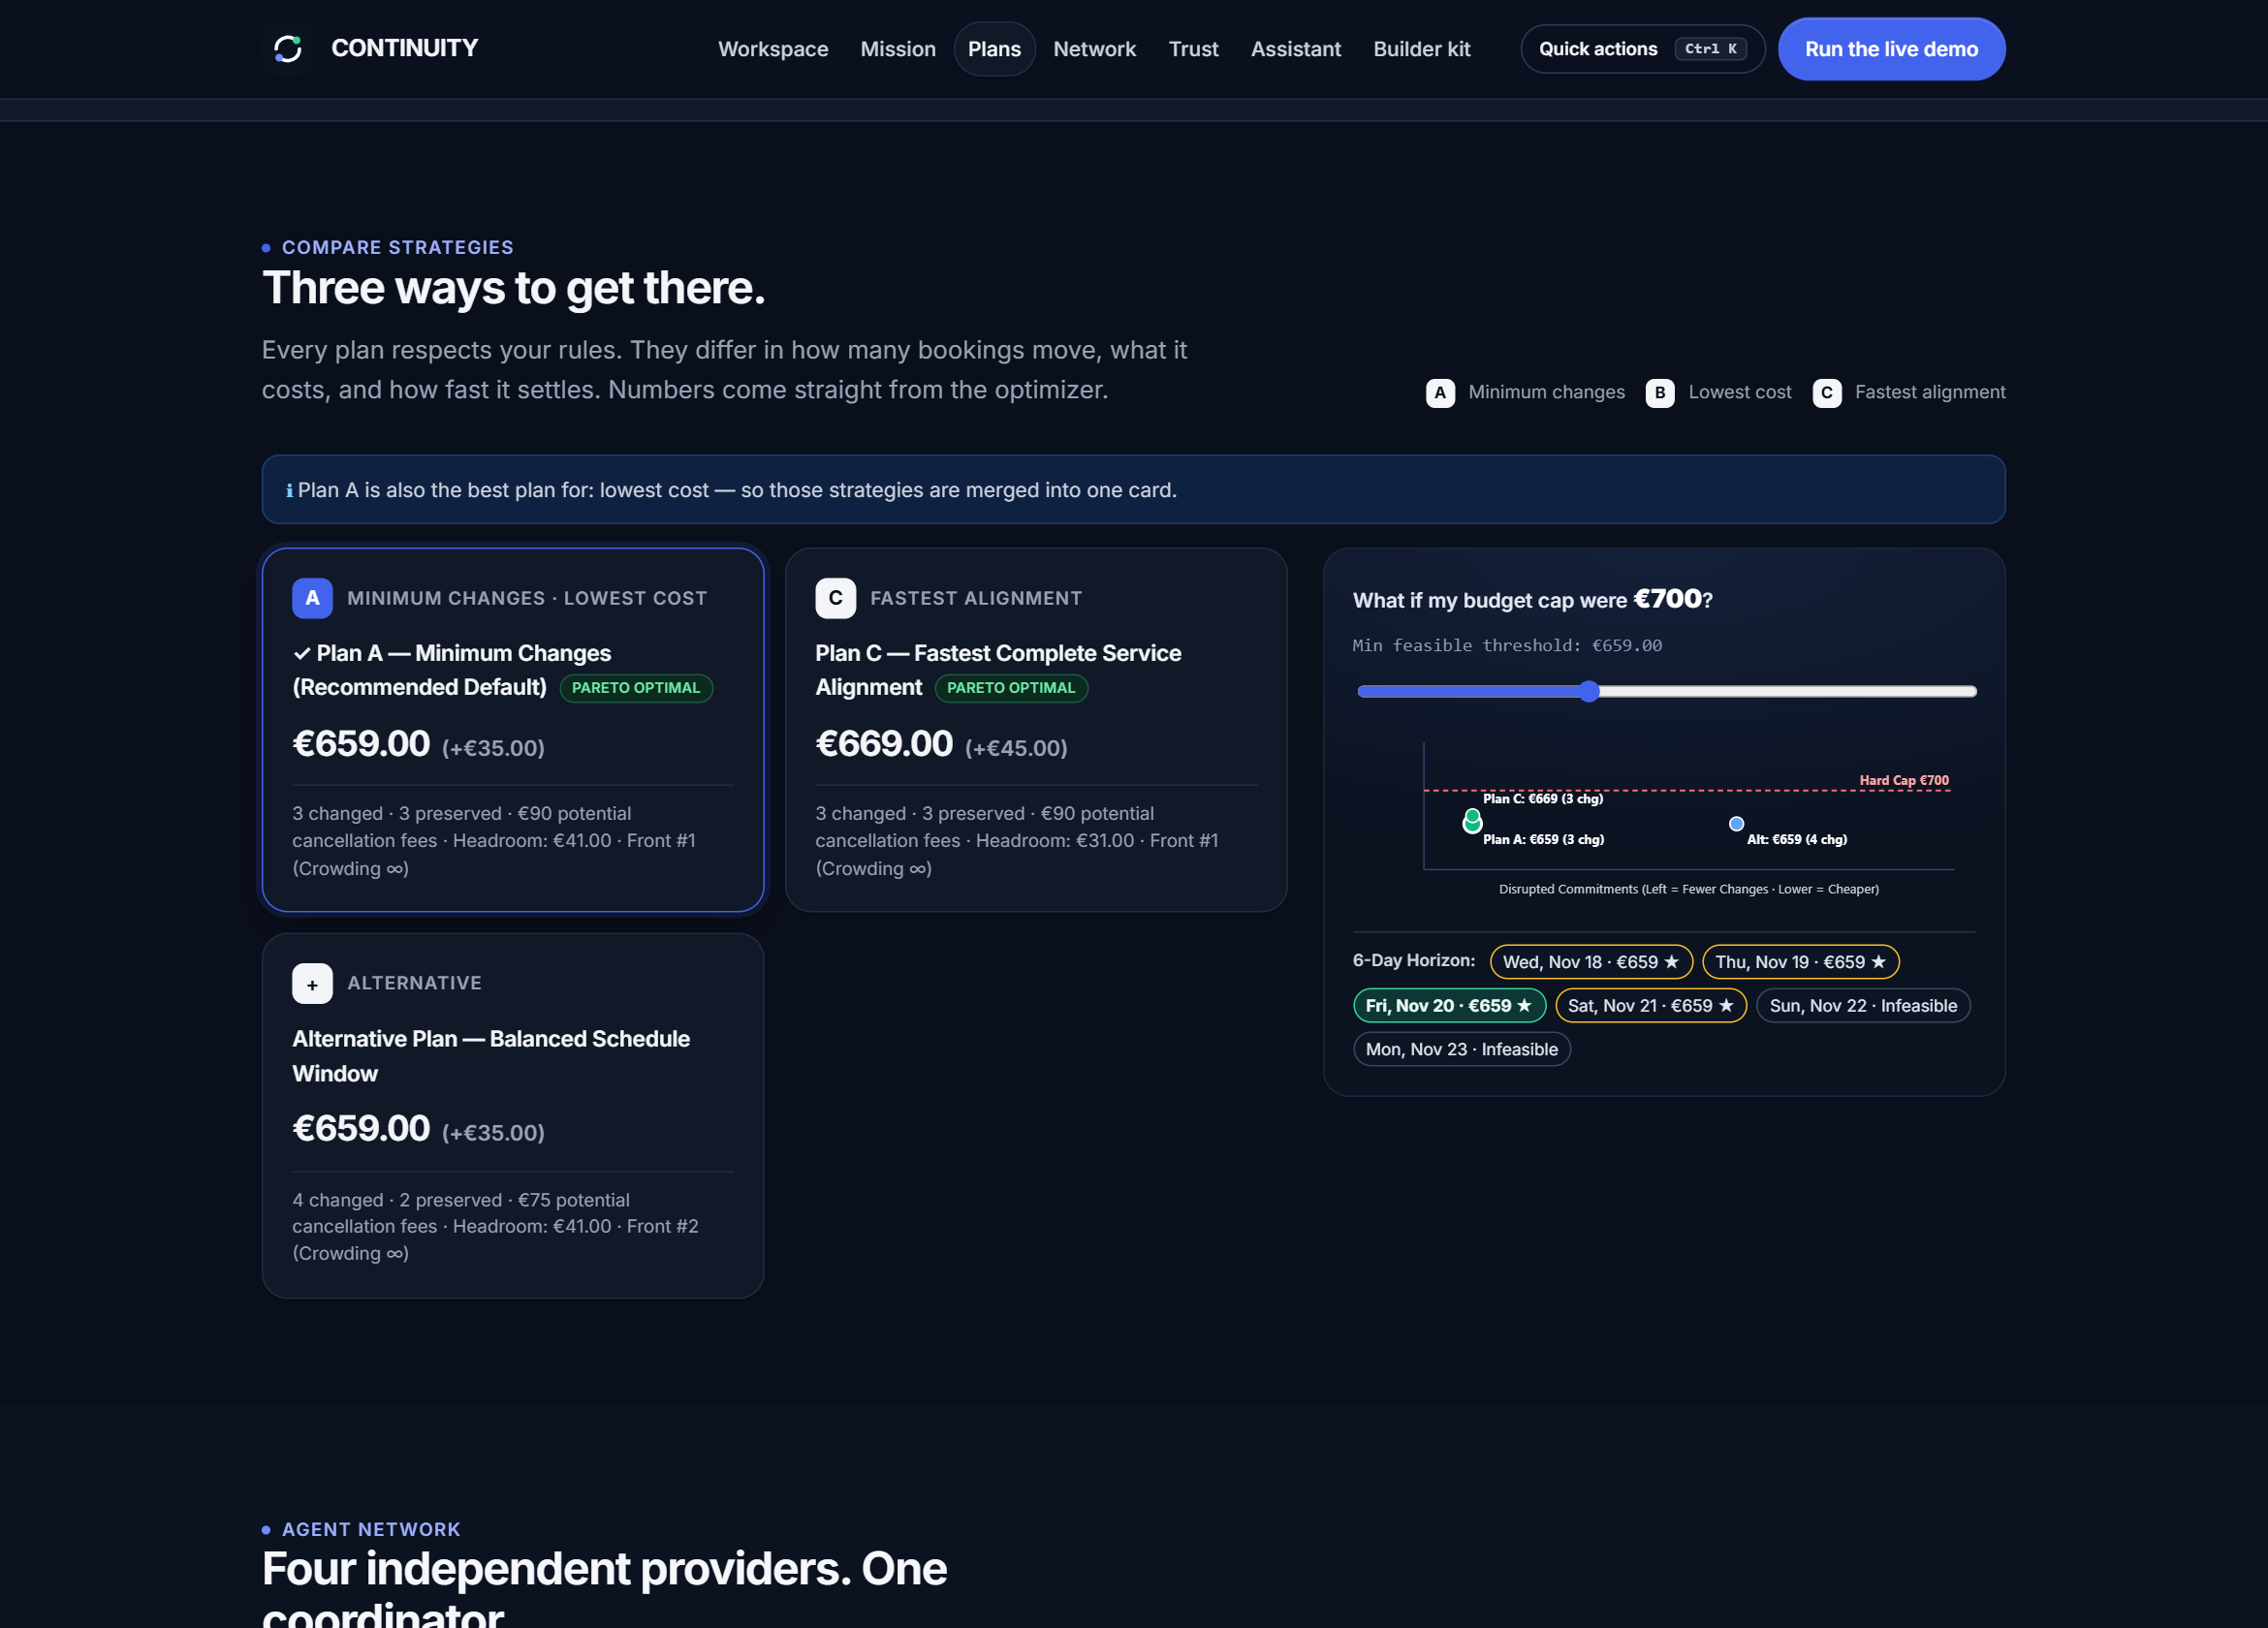 CONTINUITY
Workspace Mission Plans Network Trust Assistant Builder kit
Quick actions Ctrl K
Run the live demo
COMPARE STRATEGIES
Three ways to get there.
Every plan respects your rules. They differ in how many bookings move, what it
costs, and how fast it settles. Numbers come straight from the optimizer.
A Minimum changes B Lowest cost C Fastest alignment
ℹ Plan A is also the best plan for: lowest cost — so those strategies are merged into one card.
A MINIMUM CHANGES · LOWEST COST
✓ Plan A — Minimum Changes
(Recommended Default) PARETO OPTIMAL
€659.00 (+€35.00)
3 changed · 3 preserved · €90 potential
cancellation fees · Headroom: €41.00 · Front #1
(Crowding ∞)
C FASTEST ALIGNMENT
Plan C — Fastest Complete Service
Alignment PARETO OPTIMAL
€669.00 (+€45.00)
3 changed · 3 preserved · €90 potential
cancellation fees · Headroom: €31.00 · Front #1
(Crowding ∞)
+ ALTERNATIVE
Alternative Plan — Balanced Schedule
Window
€659.00 (+€35.00)
4 changed · 2 preserved · €75 potential
cancellation fees · Headroom: €41.00 · Front #2
(Crowding ∞)
What if my budget cap were €700?
Min feasible threshold: €659.00
Hard Cap €700
Plan C: €669 (3 chg)
Plan A: €659 (3 chg)
Alt: €659 (4 chg)
Disrupted Commitments (Left = Fewer Changes · Lower = Cheaper)
6-Day Horizon: Wed, Nov 18 · €659 ★ Thu, Nov 19 · €659 ★
Fri, Nov 20 · €659 ★ Sat, Nov 21 · €659 ★ Sun, Nov 22 · Infeasible
Mon, Nov 23 · Infeasible
AGENT NETWORK
Four independent providers. One
coordinator